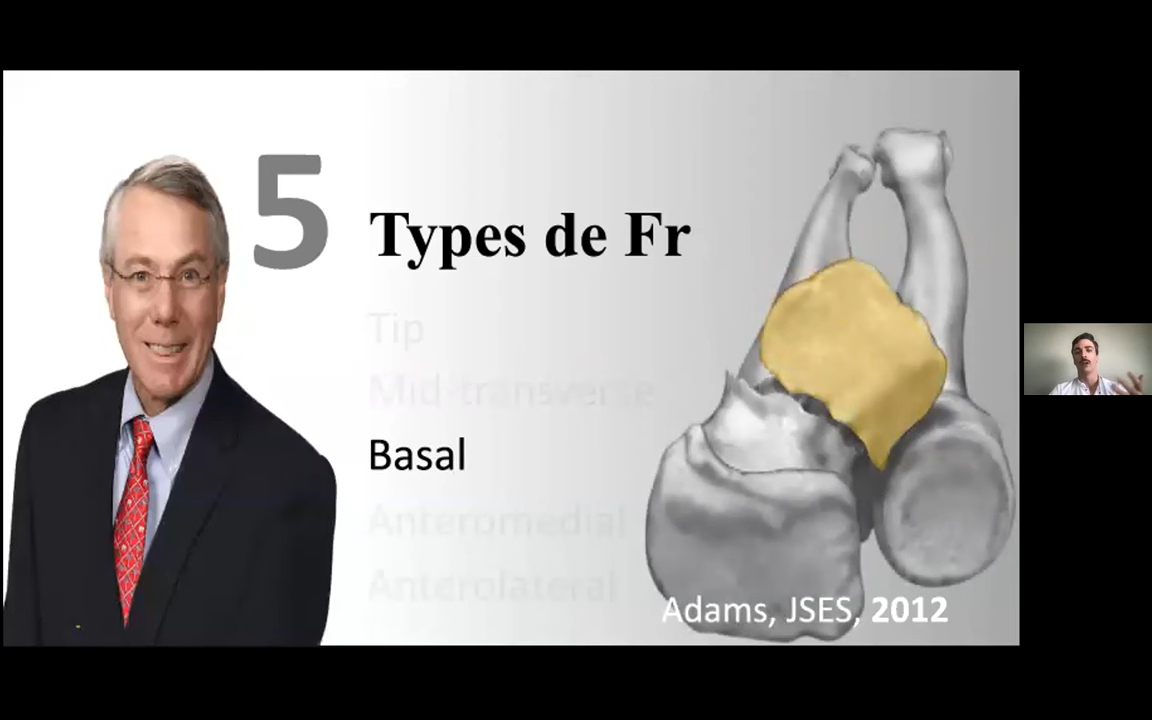 5
Types de Fr
Tip
Mid-transverse
Basal
Anteromedial
Anterolateral
Adams, JSES, 2012